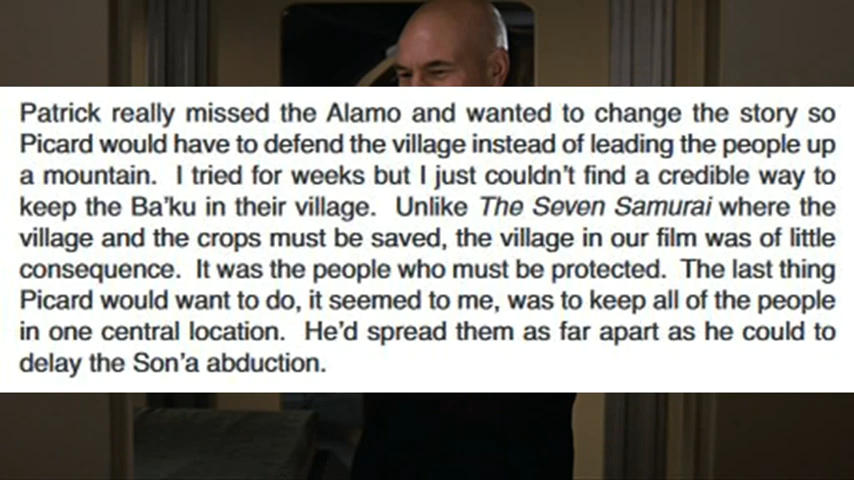 Patrick really missed the Alamo and wanted to change the story so
Picard would have to defend the village instead of leading the people up
a mountain. I tried for weeks but I just couldn't find a credible way to
keep the Ba'ku in their village. Unlike The Seven Samurai where the
village and the crops must be saved, the village in our film was of little
consequence. It was the people who must be protected. The last thing
Picard would want to do, it seemed to me, was to keep all of the people
in one central location. He'd spread them as far apart as he could to
delay the Son'a abduction.